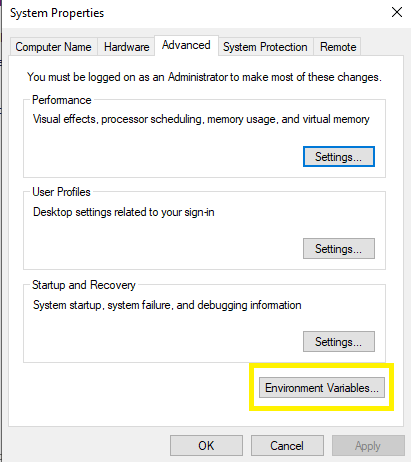 System Properties
Computer Name Hardware Advanced System Protection Remote
You must be logged on as an Administrator to make most of these changes.
Performance
Visual effects, processor scheduling, memory usage, and virtual memory
Settings...
User Profiles
Desktop settings related to your sign-in
Settings...
Startup and Recovery
System startup, system failure, and debugging information
Settings...
Environment Variables...
OK Cancel Apply